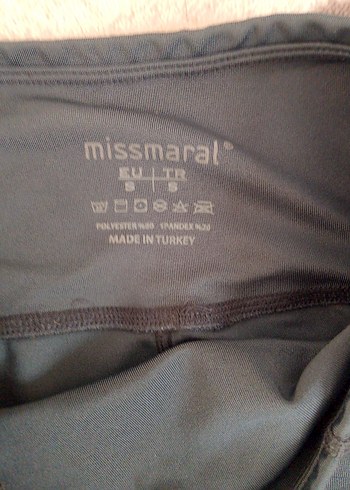 missmaral®
EU TR
S S
POLYESTER %80 SPANDEX %20
MADE IN TURKEY